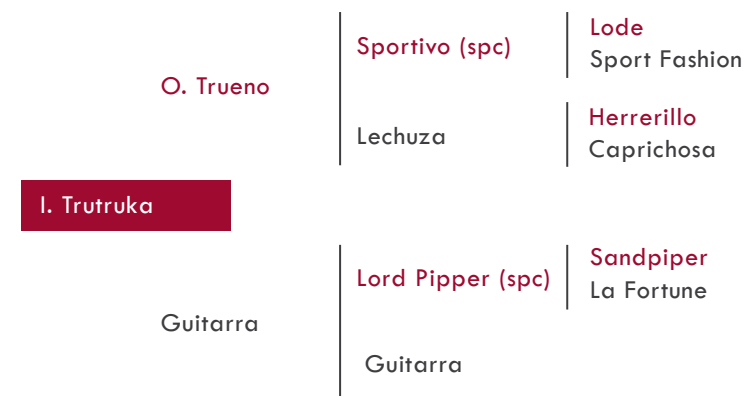 Lode
Sportivo (spc)
Sport Fashion
O. Trueno
Herrerillo
Lechuza
Caprichosa
I. Trutruka
Sandpiper
Lord Pipper (spc)
La Fortune
Guitarra
Guitarra